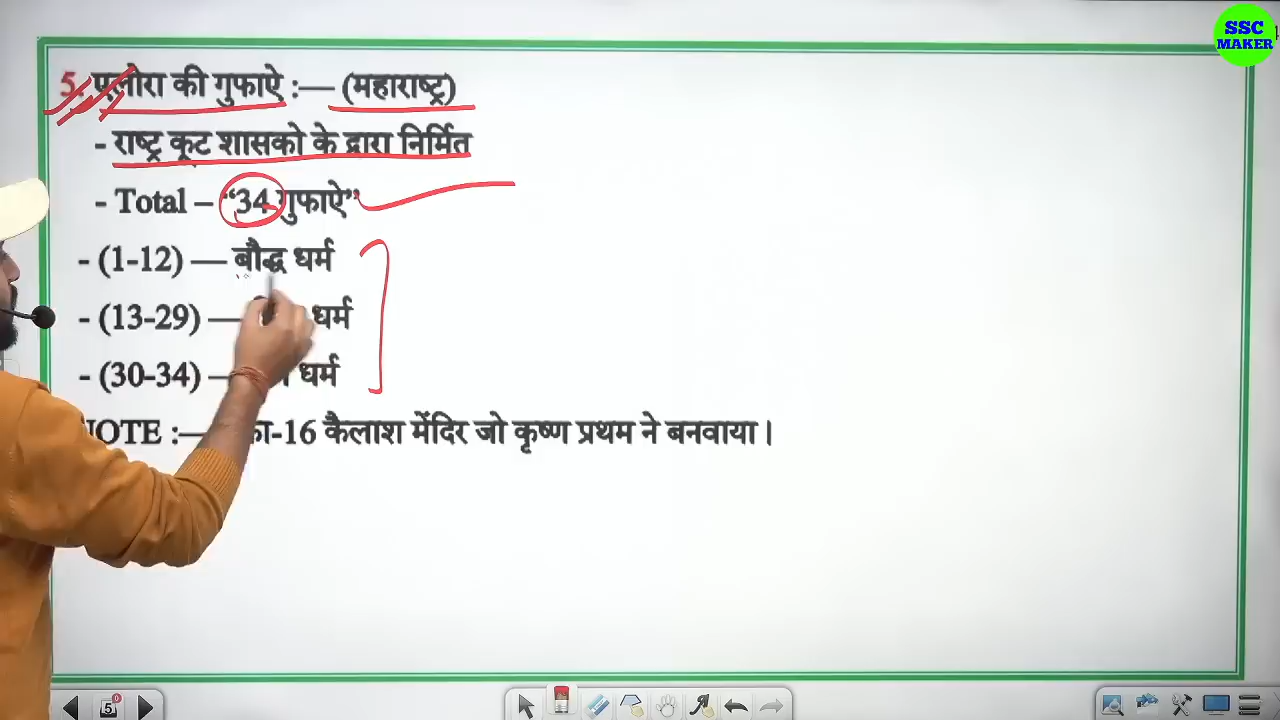 SSC
MAKER
5. एलोरा की गुफाऐ :— (महाराष्ट्र)
- राष्ट्र कूट शासको के द्वारा निर्मित
- Total – “34 गुफाऐ”
- (1-12) — बौद्ध धर्म
- (13-29) — धर्म
- (30-34) – धर्म
NOTE :— -16 कैलाश मेंदिर जो कृष्ण प्रथम ने बनवाया।
5